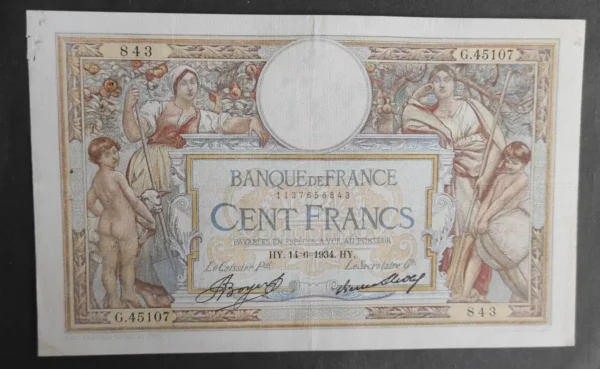 843 G.45107
BANQUE DE FRANCE
1137656843
CENT FRANCS
PAYABLES EN ESPÈCES, A VUE, AU PORTEUR
HY. 14=6=1934. HY.
Le Caissier Pal Le Secrétaire Gal
G.45107 843